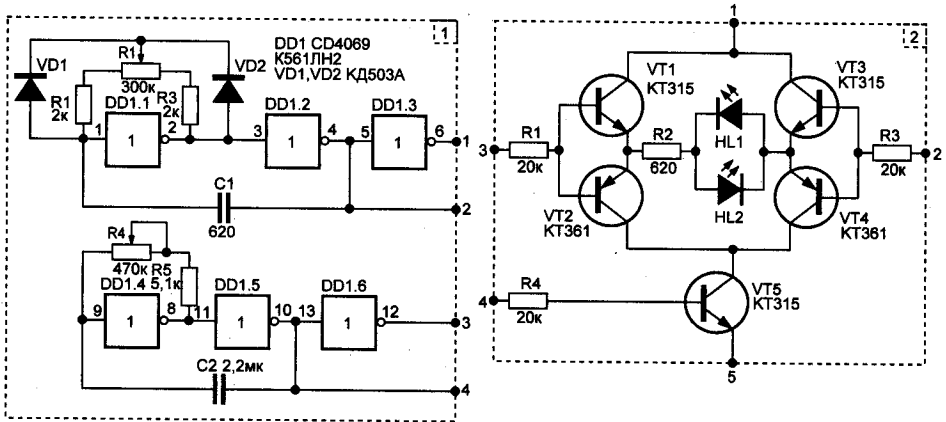 1
DD1 CD4069
К561ЛН2
VD1,VD2 КД503А
VD1
R1
300к
VD2
R1
2к
R3
2к
DD1.1
DD1.2
DD1.3
1
1
2
3
1
4
5
1
6
1
C1
620
2
R4
470к
R5
5,1к
DD1.4
DD1.5
DD1.6
9
1
8
11
1
10
13
1
12
3
C2 2,2мк
4
1
2
VT1
КТ315
VT3
КТ315
3
R1
20к
R2
620
HL1
HL2
R3
20к
2
VT2
КТ361
VT4
КТ361
4
R4
20к
VT5
КТ315
5